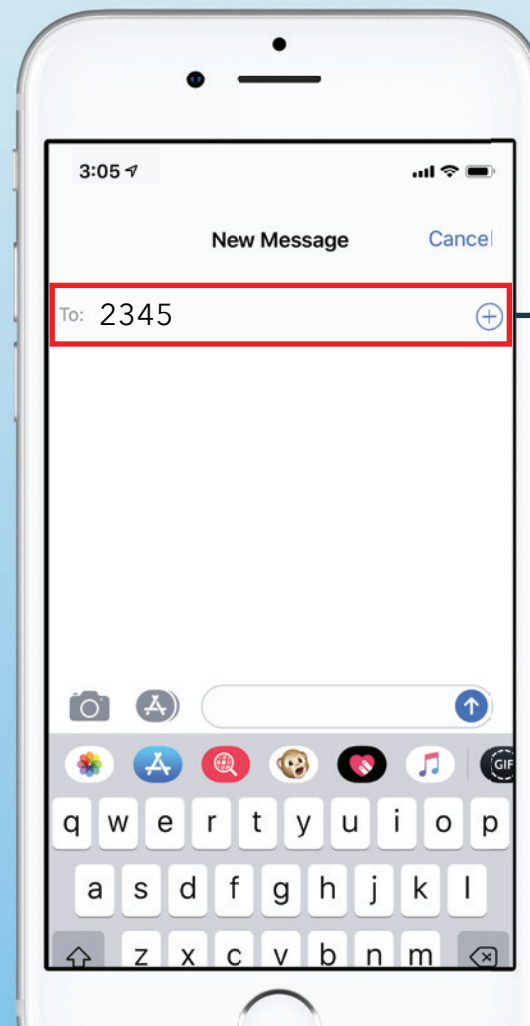 3:05
New Message Cancel
To: 2345
GIF
q w e r t y u i o p
a s d f g h j k l
z x c v b n m